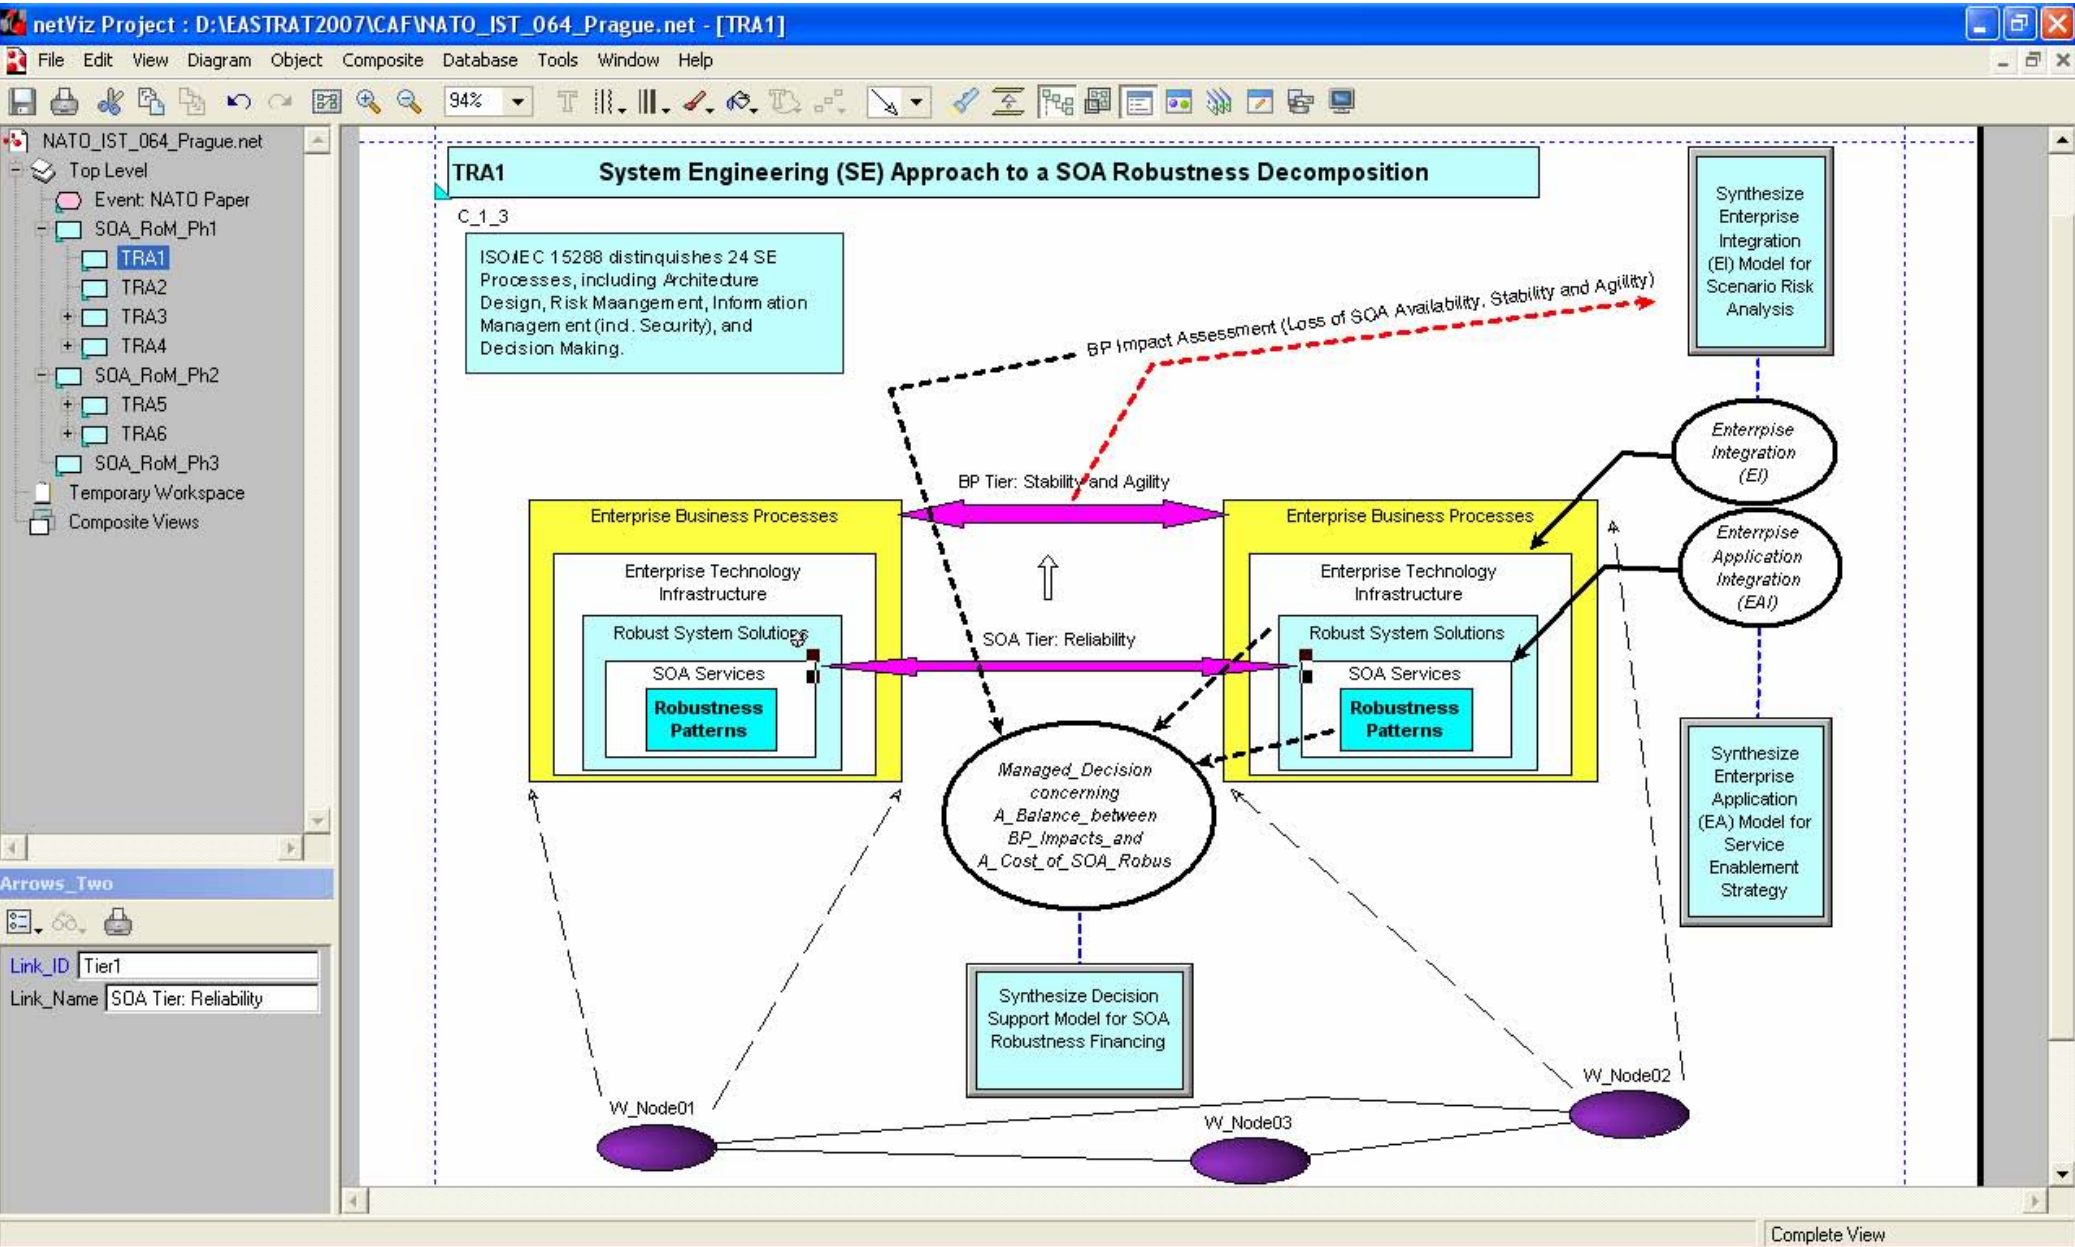 netViz Project : D:\EASTRAT2007\CAF\NATO_IST_064_Prague.net - [TRA1]
File Edit View Diagram Object Composite Database Tools Window Help
94%
NATO_IST_064_Prague.net
Top Level
Event: NATO Paper
SOA_RoM_Ph1
TRA1
TRA2
TRA3
TRA4
SOA_RoM_Ph2
TRA5
TRA6
SOA_RoM_Ph3
Temporary Workspace
Composite Views
Arrows_Two
Link_ID Tier1
Link_Name SOA Tier: Reliability
TRA1 System Engineering (SE) Approach to a SOA Robustness Decomposition
C_1_3
ISO/IEC 15288 distinquishes 24 SE
Processes, including Architecture
Design, Risk Maangement, Information
Management (incl. Security), and
Decision Making.
BP Impact Assessment (Loss of SOA Availability, Stability and Agility)
Synthesize
Enterprise
Integration
(EI) Model for
Scenario Risk
Analysis
Enterrpise
Integration
(EI)
Enterrpise
Application
Integration
(EAI)
Synthesize
Enterprise
Application
(EA) Model for
Service
Enablement
Strategy
BP Tier: Stability and Agility
Enterprise Business Processes
Enterprise Technology
Infrastructure
Robust System Solutions
SOA Services
Robustness
Patterns
SOA Tier: Reliability
Enterprise Business Processes
Enterprise Technology
Infrastructure
Robust System Solutions
SOA Services
Robustness
Patterns
Managed_Decision
concerning
A_Balance_between
BP_Impacts_and
A_Cost_of_SOA_Robus
Synthesize Decision
Support Model for SOA
Robustness Financing
W_Node01
W_Node03
W_Node02
Complete View